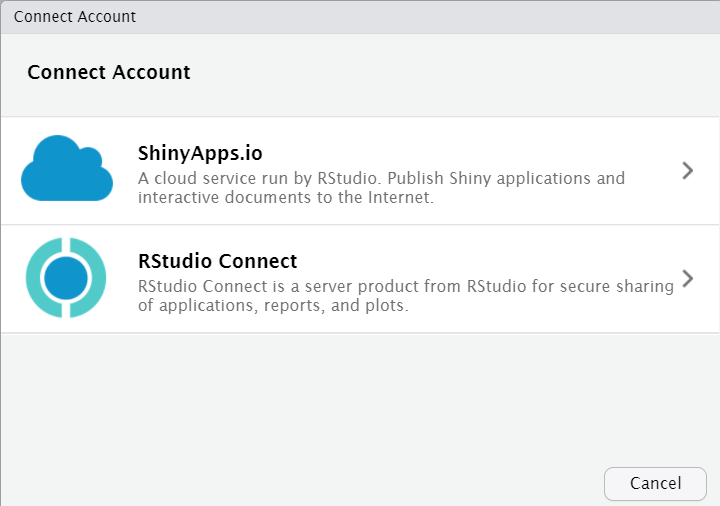 Connect Account
Connect Account
ShinyApps.io
A cloud service run by RStudio. Publish Shiny applications and
interactive documents to the Internet.
RStudio Connect
RStudio Connect is a server product from RStudio for secure sharing
of applications, reports, and plots.
Cancel